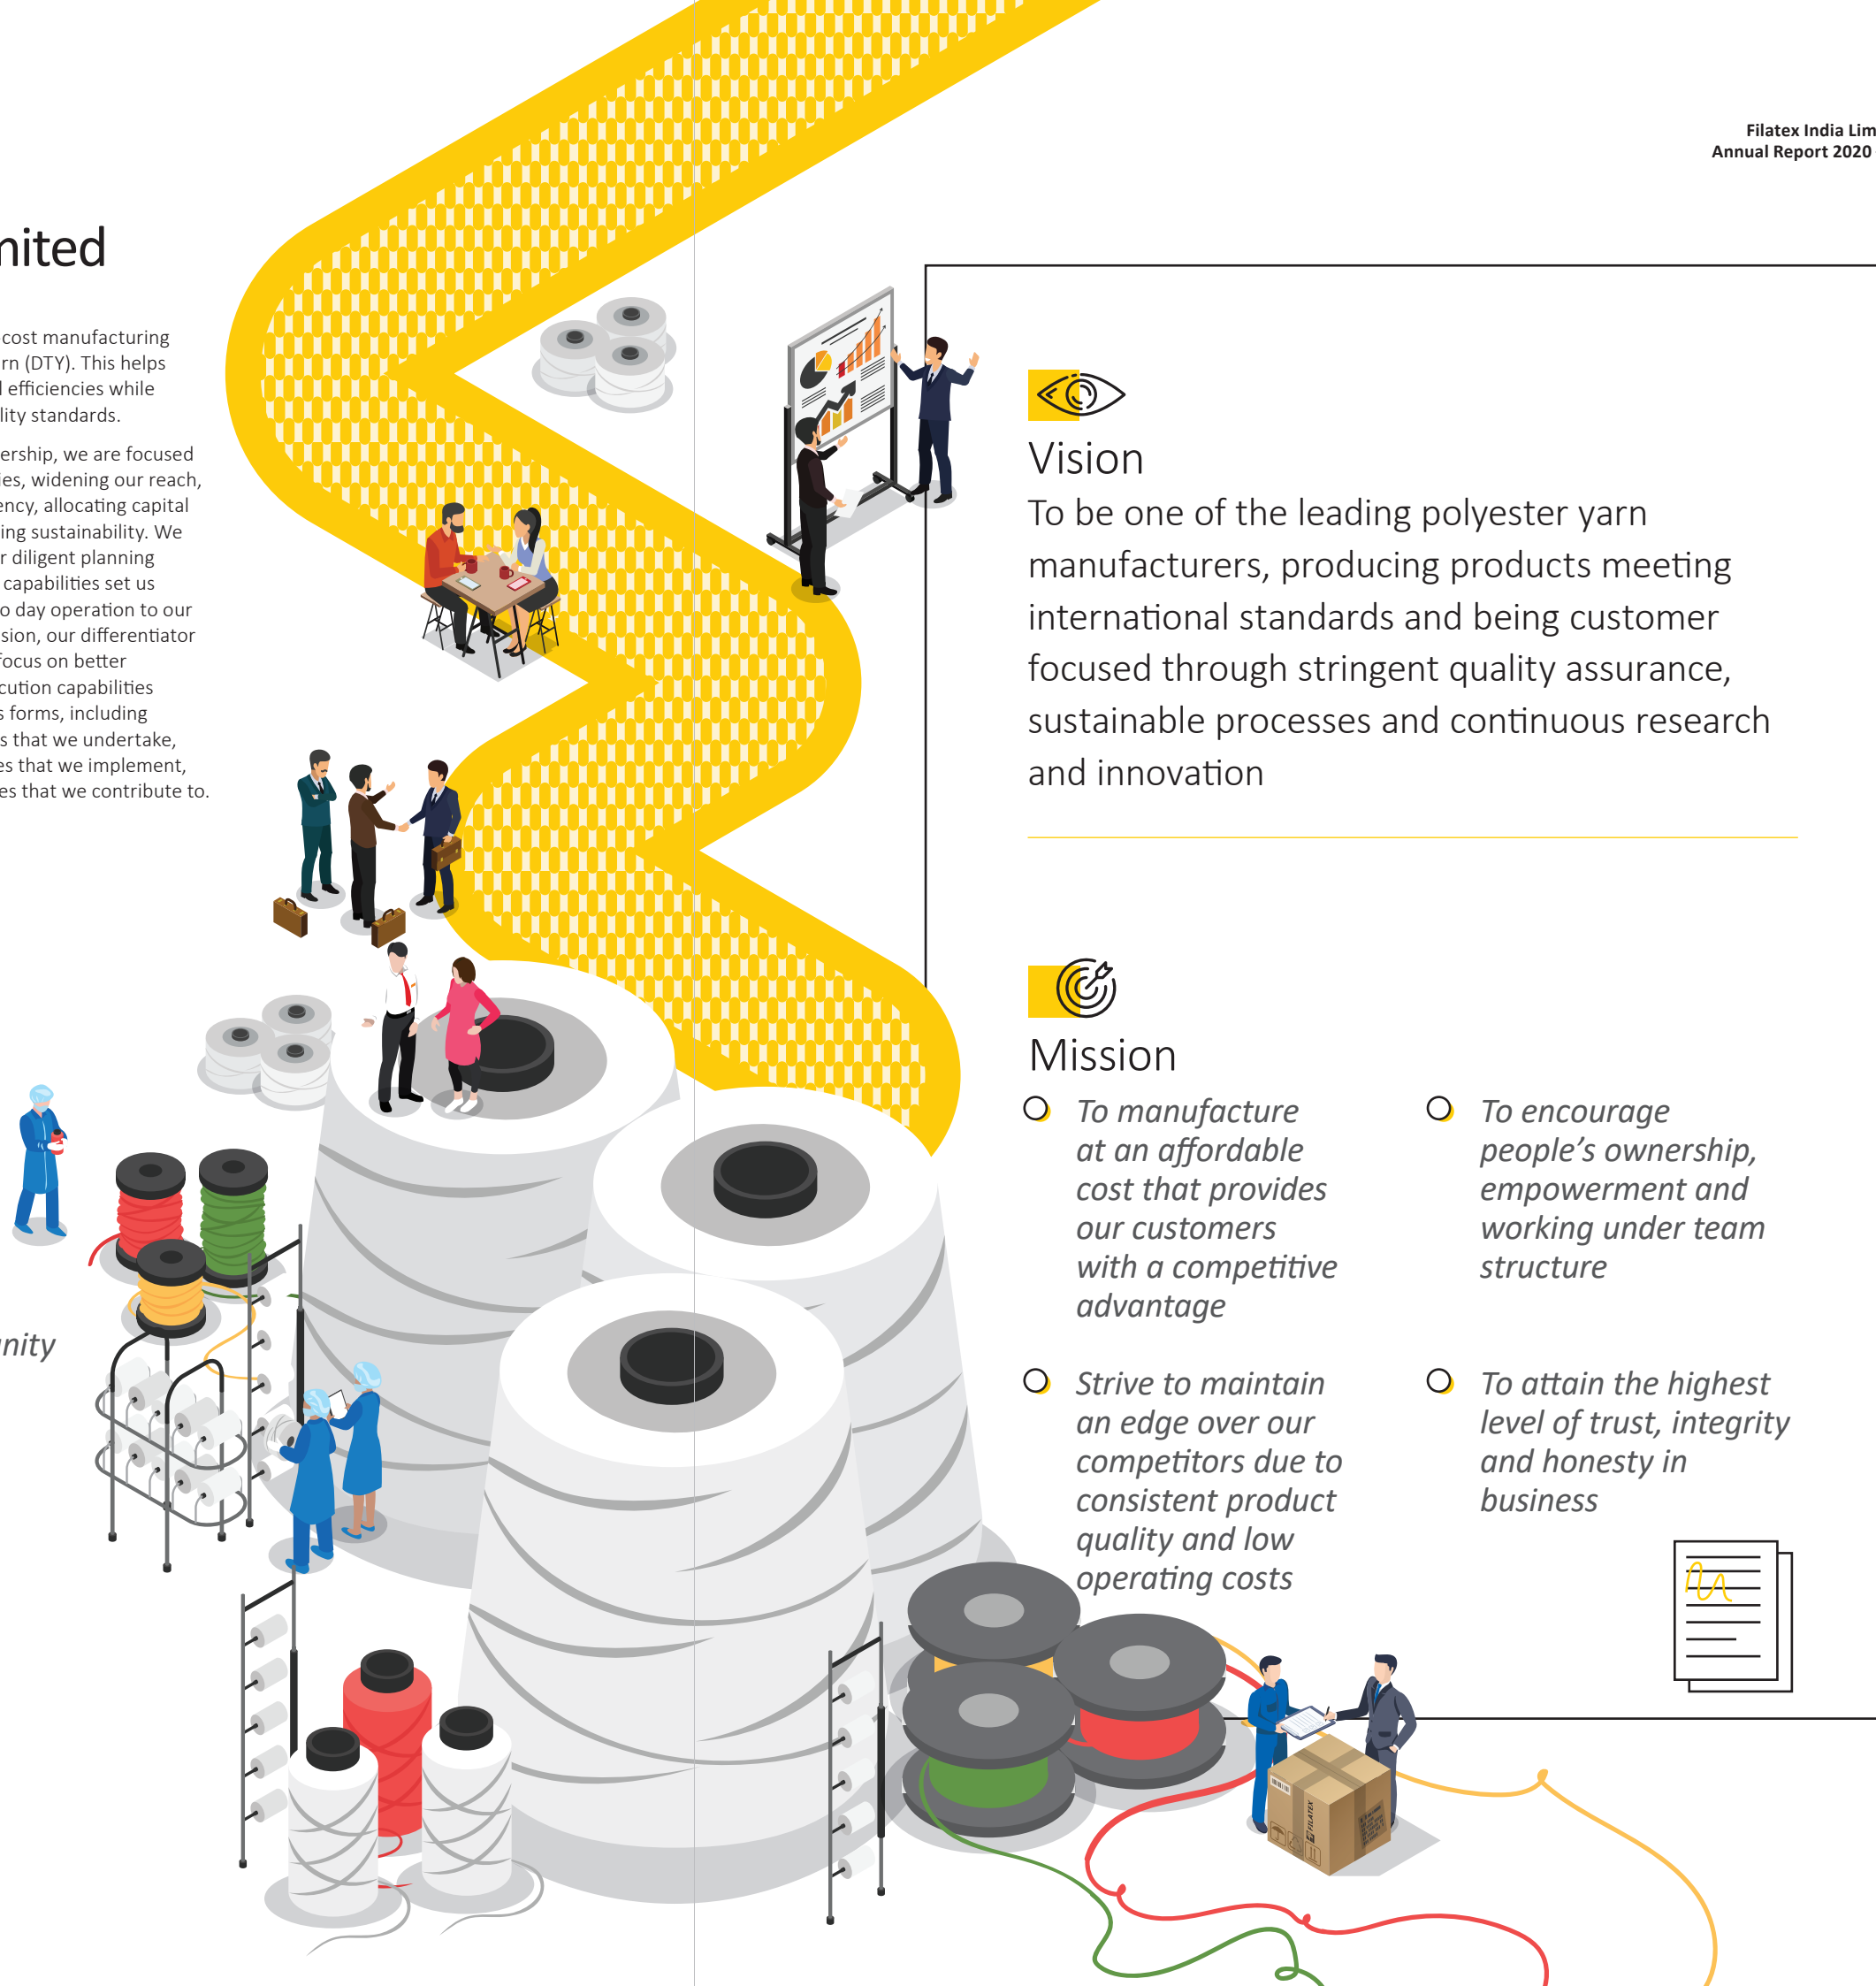 Filatex India Lim
Annual Report 2020
mited
cost manufacturing
rn (DTY). This helps
efficiencies while
lity standards.
ership, we are focused
ies, widening our reach,
ency, allocating capital
ing sustainability. We
r diligent planning
capabilities set us
o day operation to our
sion, our differentiator
focus on better
cution capabilities
s forms, including
s that we undertake,
es that we implement,
es that we contribute to.
nity
Vision
To be one of the leading polyester yarn
manufacturers, producing products meeting
international standards and being customer
focused through stringent quality assurance,
sustainable processes and continuous research
and innovation
Mission
To manufacture
at an affordable
cost that provides
our customers
with a competitive
advantage
Strive to maintain
an edge over our
competitors due to
consistent product
quality and low
operating costs
To encourage
people’s ownership,
empowerment and
working under team
structure
To attain the highest
level of trust, integrity
and honesty in
business
FILATEX